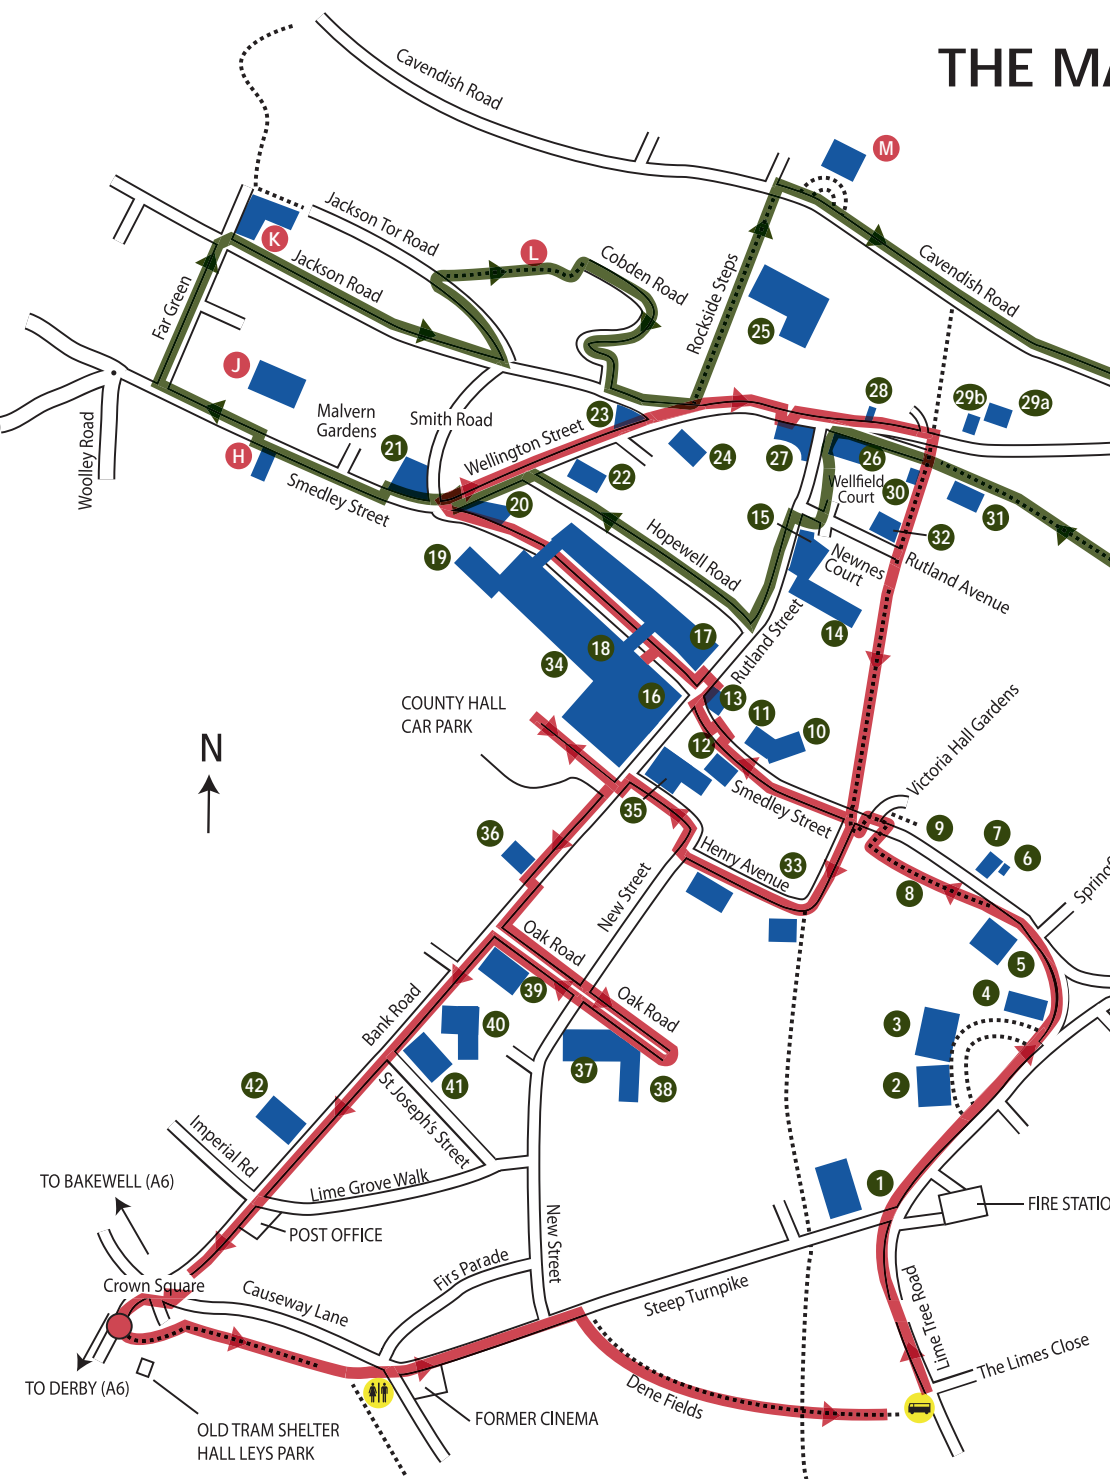 THE MA
Cavendish Road
M
Jackson Tor Road
K
L
Cobden Road
Cavendish Road
Jackson Road
Rockside Steps
Far Green
25
J
28
29b
29a
Malvern
Gardens
Smith Road
23
Woolley Road
H
21
Wellington Street
24
27
26
22
Wellfield
Court
30
31
Smedley Street
20
15
32
19
Hopewell Road
Newnes
Court
Rutland Avenue
14
17
18
34
Rutland Street
16
13
COUNTY HALL
CAR PARK
11
10
12
Victoria Hall Gardens
N
35
Smedley Street
36
9
7
6
Henry Avenue
33
8
New Street
Oak Road
5
39
4
Oak Road
3
40
Bank Road
37
38
2
41
42
St Joseph's Street
Imperial Rd
TO BAKEWELL (A6)
Lime Grove Walk
1
FIRE STATIO
POST OFFICE
New Street
Firs Parade
Crown Square
Causeway Lane
Steep Turnpike
Lime Tree Road
The Limes Close
TO DERBY (A6)
Dene Fields
FORMER CINEMA
OLD TRAM SHELTER
HALL LEYS PARK